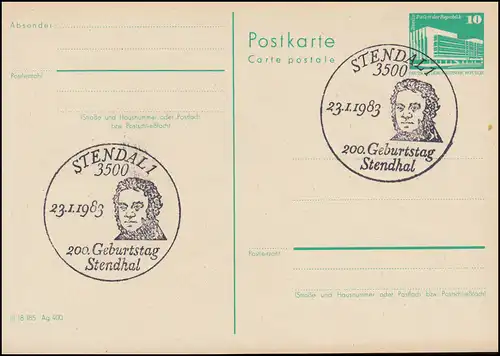 Absender
Postleitzahl
(Straße und Hausnummer oder Postfach
bzw. Postschließfach)
STENDAL 1
3500
23.1.1983
200. Geburtstag
Stendhal
Ag 400
Postkarte
Carte postale
Palast der Republik
10
STENDAL 1
3500
23.1.1983
200. Geburtstag
Stendhal
Postleitzahl
(Straße und Hausnummer oder Postfach bzw. Postschließfach)